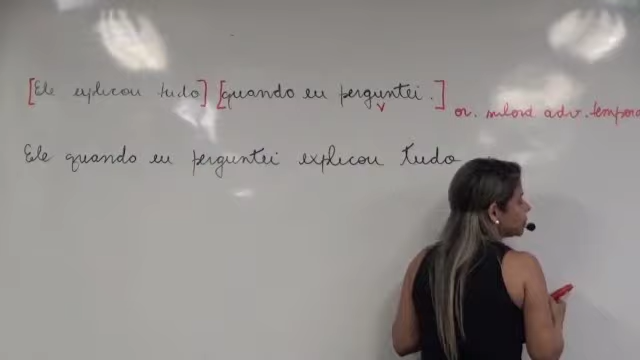 [Ele explicou tudo] [quando eu perguntei.]
v
or. subord adv. tempora
Ele quando eu perguntei explicou tudo